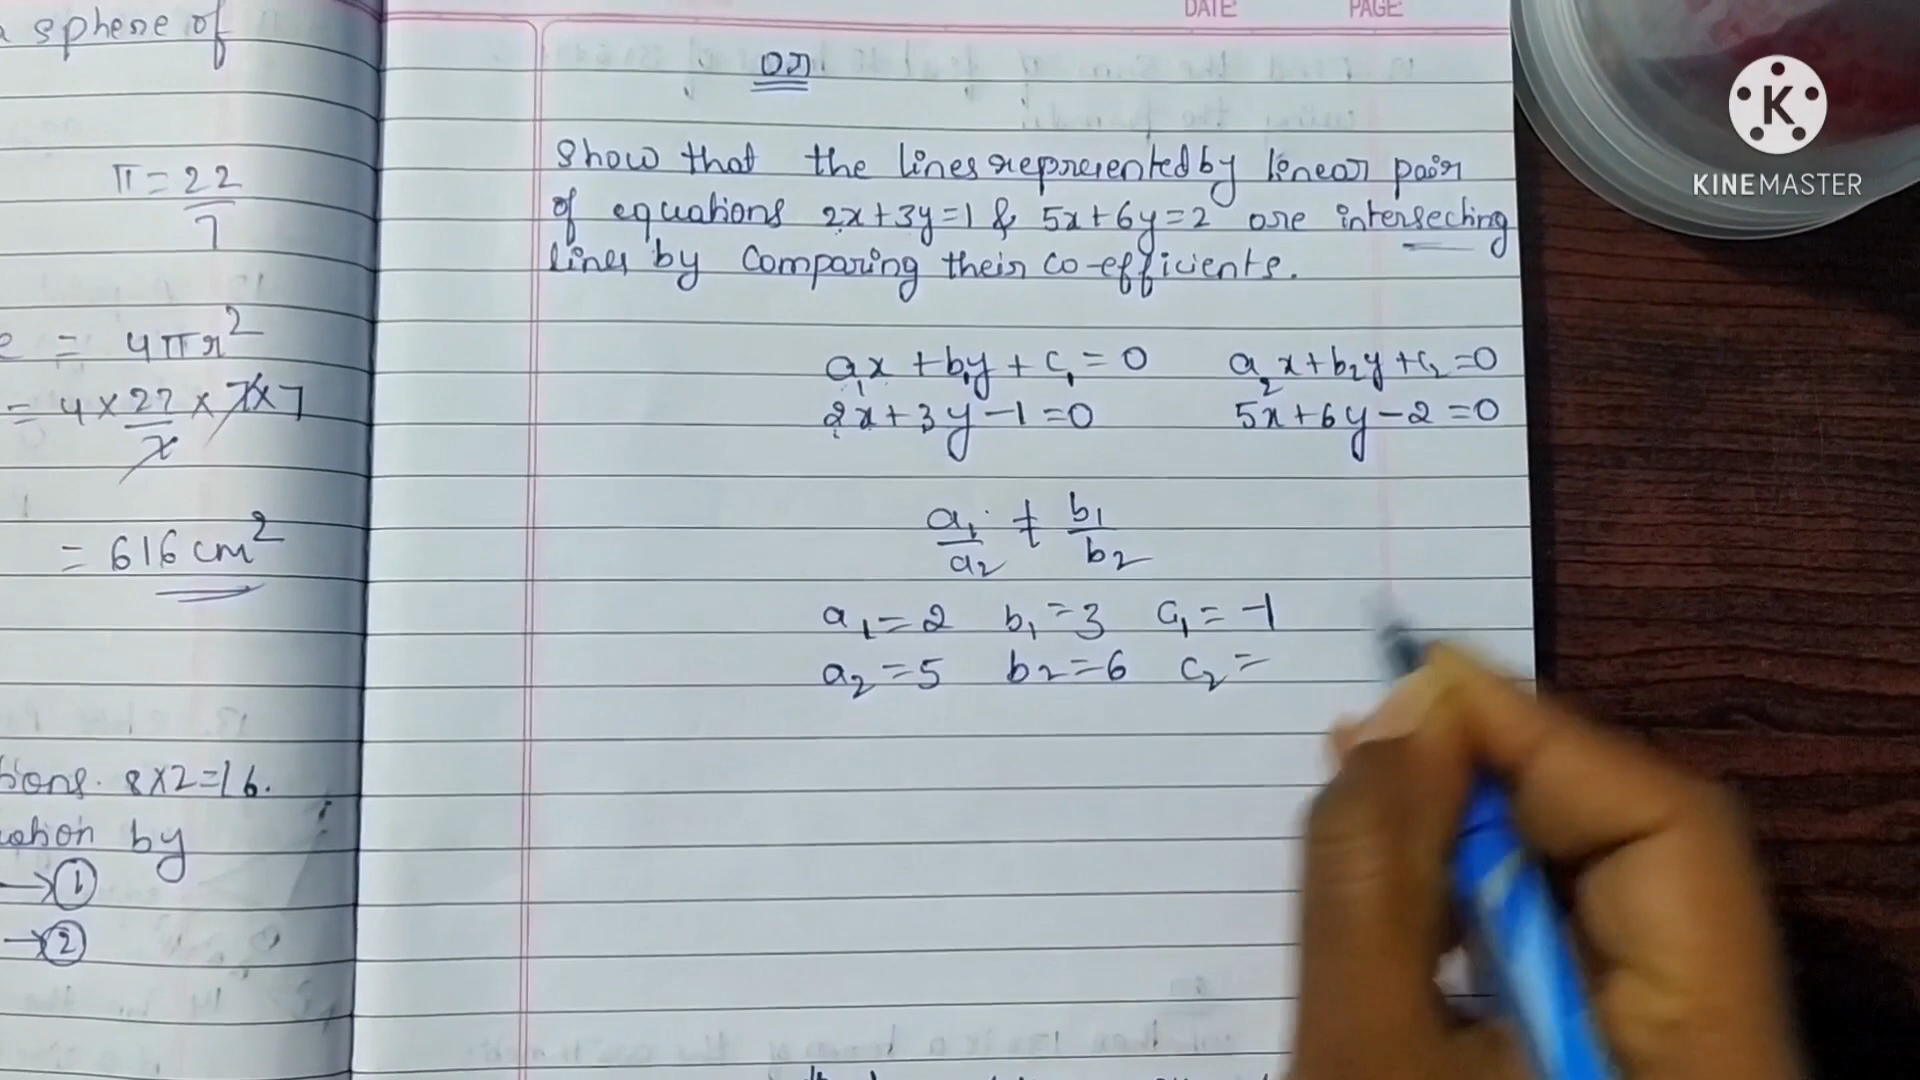 sphere of
π = 22
7
= 4πr²
= 4 × 22 × 7 × 7
7
= 616 cm²
8×2=16.
by
→ 1
→ 2
DATE: PAGE:
or
Show that the lines represented by linear pair
of equations 2x+3y=1 & 5x+6y=2 are intersecting
lines by comparing their co-efficients.
a₁x + b₁y + c₁ = 0 a₂x + b₂y + c₂ = 0
2x+3y-1=0 5x+6y-2=0
a₁ ≠ b₁
a₂ b₂
a₁=2 b₁=3 c₁=-1
a₂=5 b₂=6 c₂=
K
KINEMASTER